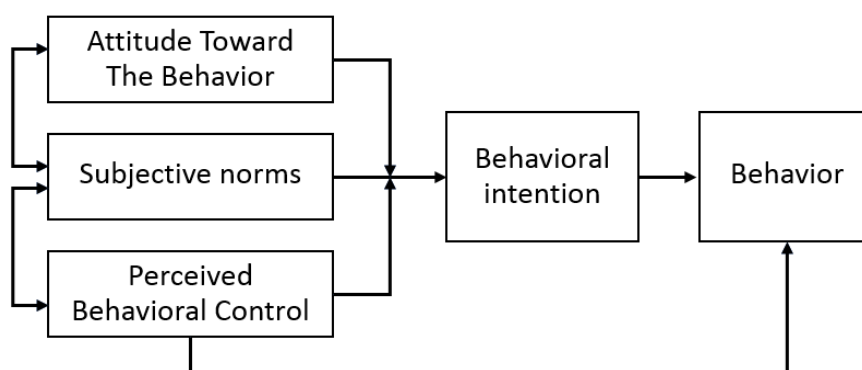 Attitude Toward
The Behavior
Subjective norms
Perceived
Behavioral Control
Behavioral
intention
Behavior